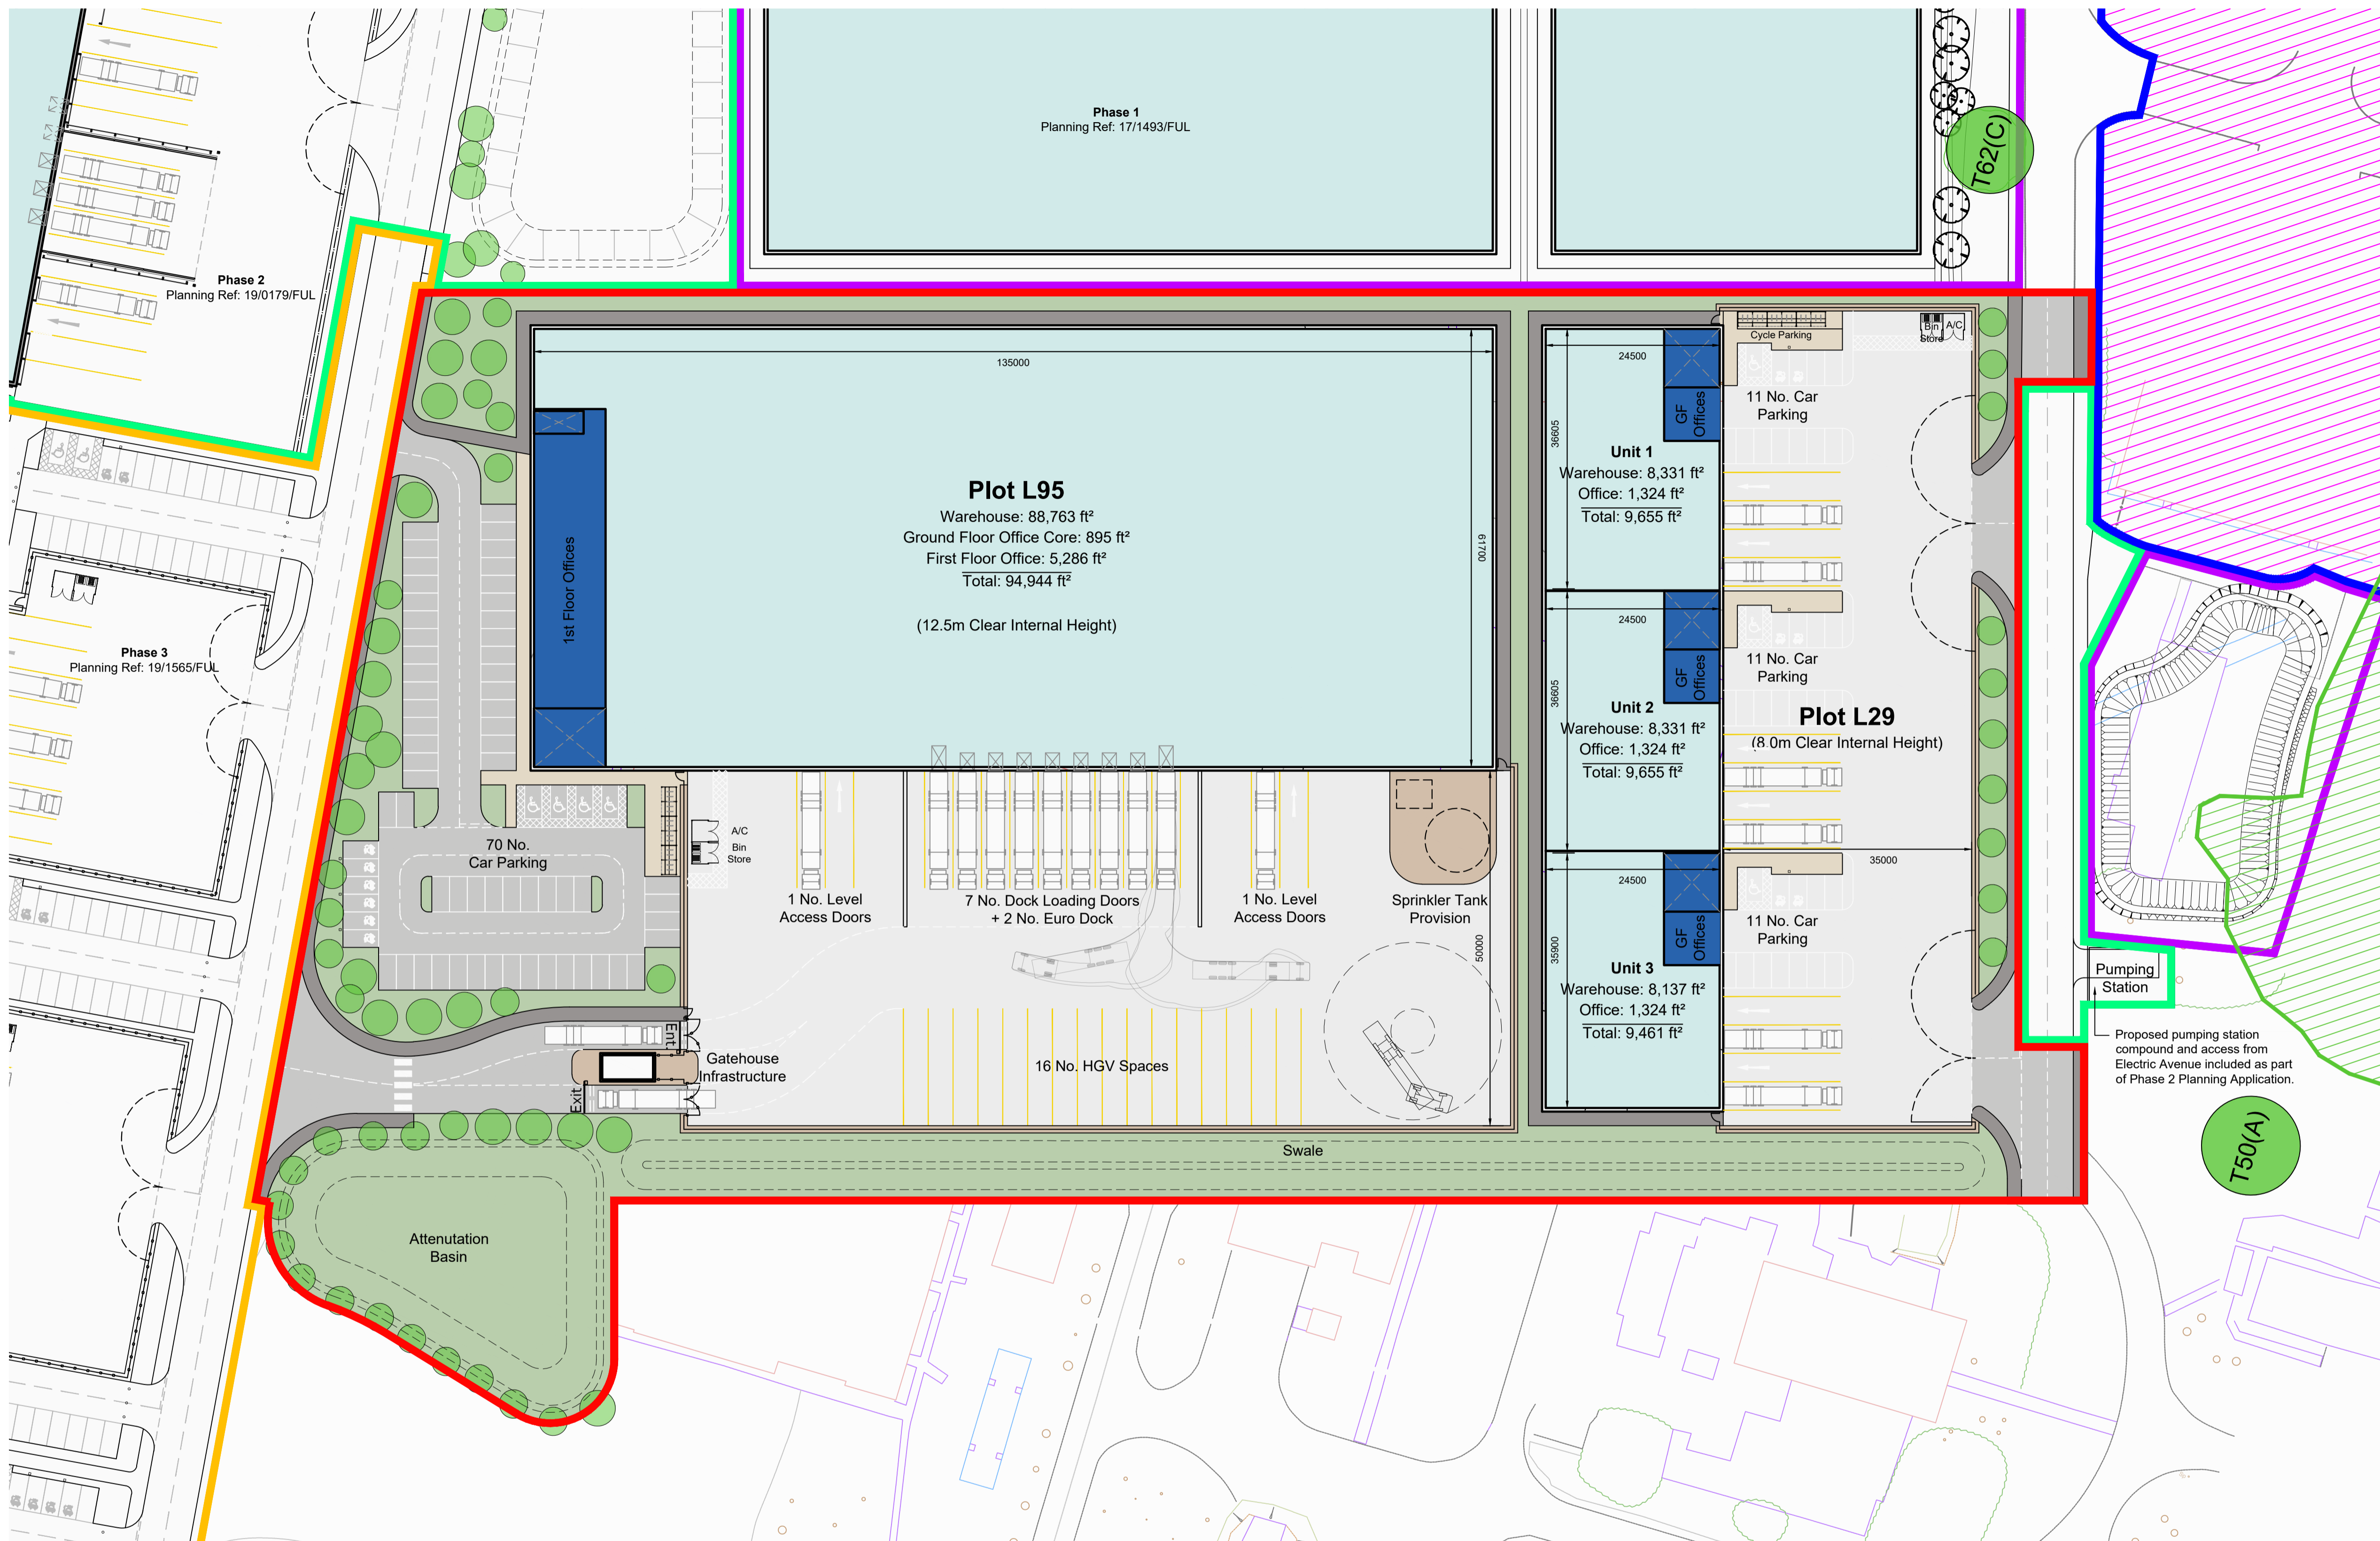 Phase 1
Planning Ref: 17/1493/FUL
T62(C)
Phase 2
Planning Ref: 19/0179/FUL
Phase 3
Planning Ref: 19/1565/FUL
135000
61700
1st Floor Offices
Plot L95
Warehouse: 88,763 ft²
Ground Floor Office Core: 895 ft²
First Floor Office: 5,286 ft²
Total: 94,944 ft²
(12.5m Clear Internal Height)
24500
36605
GF
Offices
Unit 1
Warehouse: 8,331 ft²
Office: 1,324 ft²
Total: 9,655 ft²
Cycle Parking
Bin
Store
A/C
11 No. Car
Parking
24500
36605
GF
Offices
Unit 2
Warehouse: 8,331 ft²
Office: 1,324 ft²
Total: 9,655 ft²
11 No. Car
Parking
Plot L29
(8.0m Clear Internal Height)
35000
24500
35900
GF
Offices
Unit 3
Warehouse: 8,137 ft²
Office: 1,324 ft²
Total: 9,461 ft²
11 No. Car
Parking
70 No.
Car Parking
A/C
Bin
Store
1 No. Level
Access Doors
7 No. Dock Loading Doors
+ 2 No. Euro Dock
1 No. Level
Access Doors
Sprinkler Tank
Provision
50000
Ent.
Exit
Gatehouse
Infrastructure
16 No. HGV Spaces
Swale
Attenutation
Basin
Pumping
Station
Proposed pumping station
compound and access from
Electric Avenue included as part
of Phase 2 Planning Application.
T50(A)